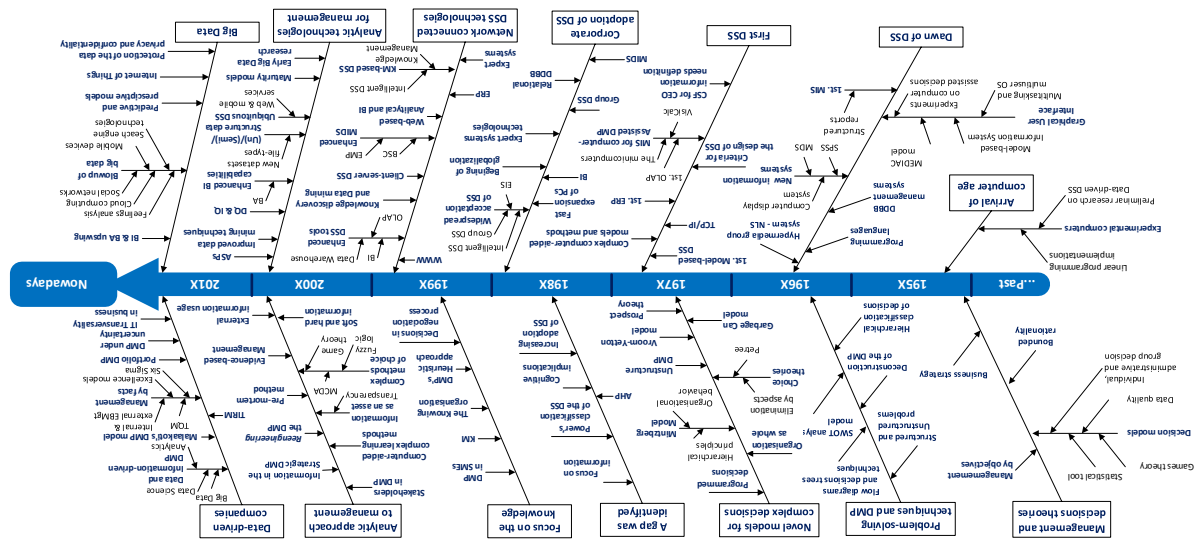 Management and
decisions theories
Games theory
Statistical tool
Decision models
Data quality
Individual,
administrative and
group decision
Management
by objectives
Bounded
rationality
Problem-solving
techniques and DMP
Flow diagrams
and decisions trees
techniques
Structured and
Unstructured
problems
SWOT analysis
model
Deconstruction
of the DMP
Business strategy
Hierarchical
classification
of decisions
Novel models for
complex decisions
Programmed
decisions
Organisation
as whole
Hierarchical
principles
Mintzberg
Model
Organisational
behavior
Elimination
by aspects
Choice
theories
Petree
Unstructure
DMP
Vroom-Yetton
model
Garbage Can
model
Prospect
theory
A gap was
identifyed
Focus on
information
Power's
classification
of the DSS
AHP
Cognitive
implications
Increasing
adoption
of DSS
Focus on the
knowledge
DMP
in SMEs
KM
The Knowing
organisation
DMP's
Heuristic
approach
Decisions in
negociation
process
Analytic approach
to management
Stakeholders
in DMP
Information in the
Strategic DMP
Computer-aided
complex learning
methods
Reengineering
the DMP
Information
as an asset
Transparency
Pre-mortem
method
MCDA
Complex
methods
of choice
Fuzzy
logic
Game
theory
Evidence-based
Management
Soft and hard
information
External
information usage
Data-driven
companies
Big Data
Data Science
Data and
information-driven
DMP
Analytics
Malakooti's DMP model
TIRM
TQM
Internal &
external EBMgt
Management
by facts
Excellence models
Six Sigma
Portfolio DMP
DMP under
uncertainty
IT Transversality
in business
Past...
195X
196X
197X
198X
199X
200X
201X
Nowadays
Linear programming
implementations
Experimental computers
Preliminar research on
Data-driven DSS
Arrival of
computer age
Programming
languages
DDBB
management
systems
Model-based
Information System
MEDIAC
model
Graphical User
Interface
Multitasking and
multiuser OS
Experiments
on computer
assisted decisions
Dawn of DSS
Hypermedia group
system - NLS
Computer display
system
New information
systems
SPSS
MDS
Structured
reports
1st. MIS
1st. Model-based
DSS
Complex computer-aided
models and methods
TCP/IP
1st. ERP
Criteria for
the design of DSS
1st. OLAP
The minicomputers
MIS for computer-
Assisted DMP
VisiCalc
CSF for CEO
information
needs definition
First DSS
Intelligent DSS
Group DSS
Widespread
acceptation
of DSS
EIS
Fast
expansion
of PCs
BI
Begining of
globalization
Expert systems
technologies
Group DSS
Relational
DDBB
MIDS
Corporate
adoption of DSS
WWW
BI
Data Warehouse
Enhanced
DSS tools
OLAP
Knowledge discovery
and Data mining
Client-server DSS
BSC
EMP
Enhanced
MIDS
Web-based
Analytical and BI
ERP
Intelligent DSS
KM-based DSS
Knowledge
Management
Expert
systems
Network connected
DSS technologies
ASPs
Improved data
mining techniques
DQ & IQ
BA
Enhanced BI
capabilities
New datasets
file-types
(Un)/(Semi)/
Structure data
Ubiquitous DSS
Web & mobile
services
Maturity models
Early Big Data
research
Analytic technologies
for management
BI & BA upswing
Feelings analysis
Cloud computing
Social networks
Blowup of
big data
Mobile devices
Seach engine
technologies
Predictive and
prescriptive models
Internet of Things
Protection of the data
privacy and confidentiality
Big Data